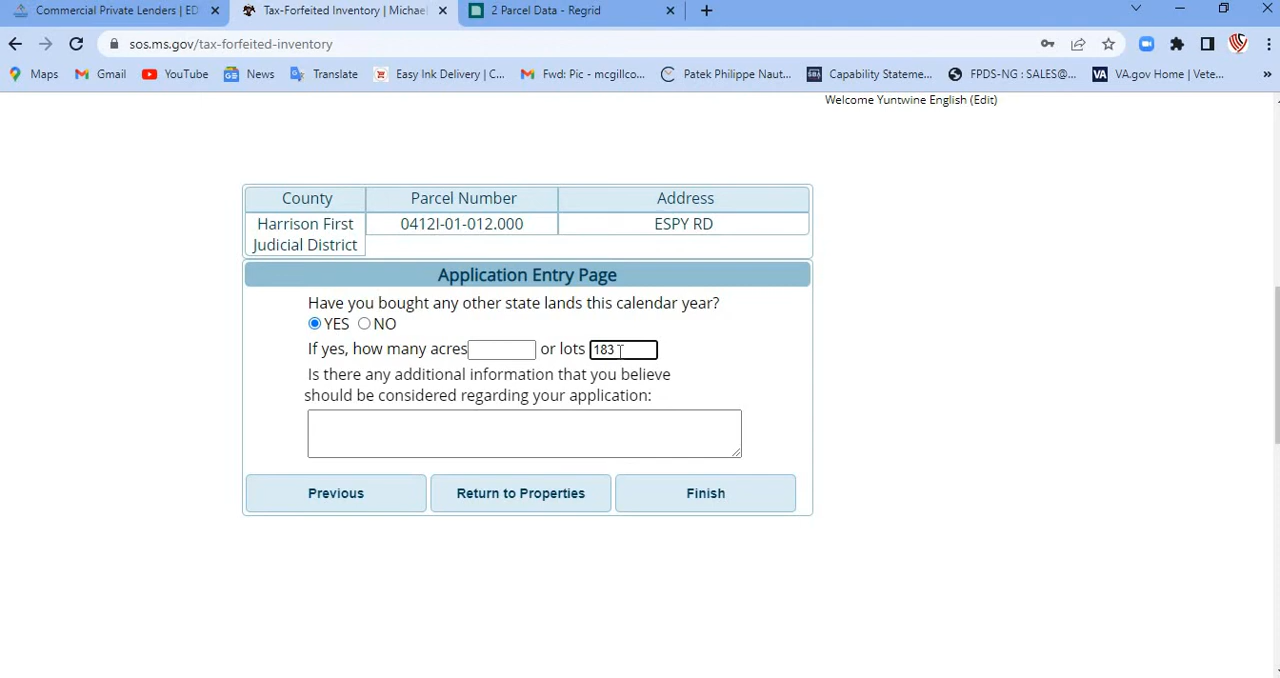 Commercial Private Lenders | ED
Tax-Forfeited Inventory | Michael
2 Parcel Data - Regrid
sos.ms.gov/tax-forfeited-inventory
Maps
Gmail
YouTube
News
Translate
Easy Ink Delivery | C...
Fwd: Pic - mcgillco...
Patek Philippe Naut...
Capability Stateme...
FPDS-NG : SALES@...
VA.gov Home | Vete...
Welcome Yuntwine English (Edit)
County Parcel Number Address
Harrison First Judicial District 0412I-01-012.000 ESPY RD
Application Entry Page
Have you bought any other state lands this calendar year?
YES NO
If yes, how many acres or lots 183
Is there any additional information that you believe
should be considered regarding your application:
Previous Return to Properties Finish